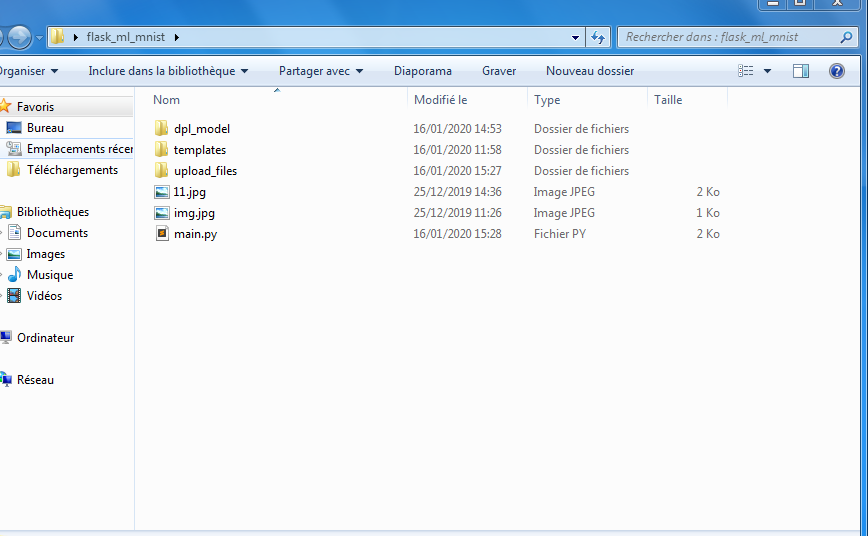 flask_ml_mnist
Rechercher dans : flask_ml_mnist
Organiser Inclure dans la bibliothèque Partager avec Diaporama Graver Nouveau dossier
Nom Modifié le Type Taille
Favoris
Bureau
Emplacements récer
Téléchargements
Bibliothèques
Documents
Images
Musique
Vidéos
Ordinateur
Réseau
dpl_model 16/01/2020 14:53 Dossier de fichiers
templates 16/01/2020 11:58 Dossier de fichiers
upload_files 16/01/2020 15:27 Dossier de fichiers
11.jpg 25/12/2019 14:36 Image JPEG 2 Ko
img.jpg 25/12/2019 11:26 Image JPEG 1 Ko
main.py 16/01/2020 15:28 Fichier PY 2 Ko